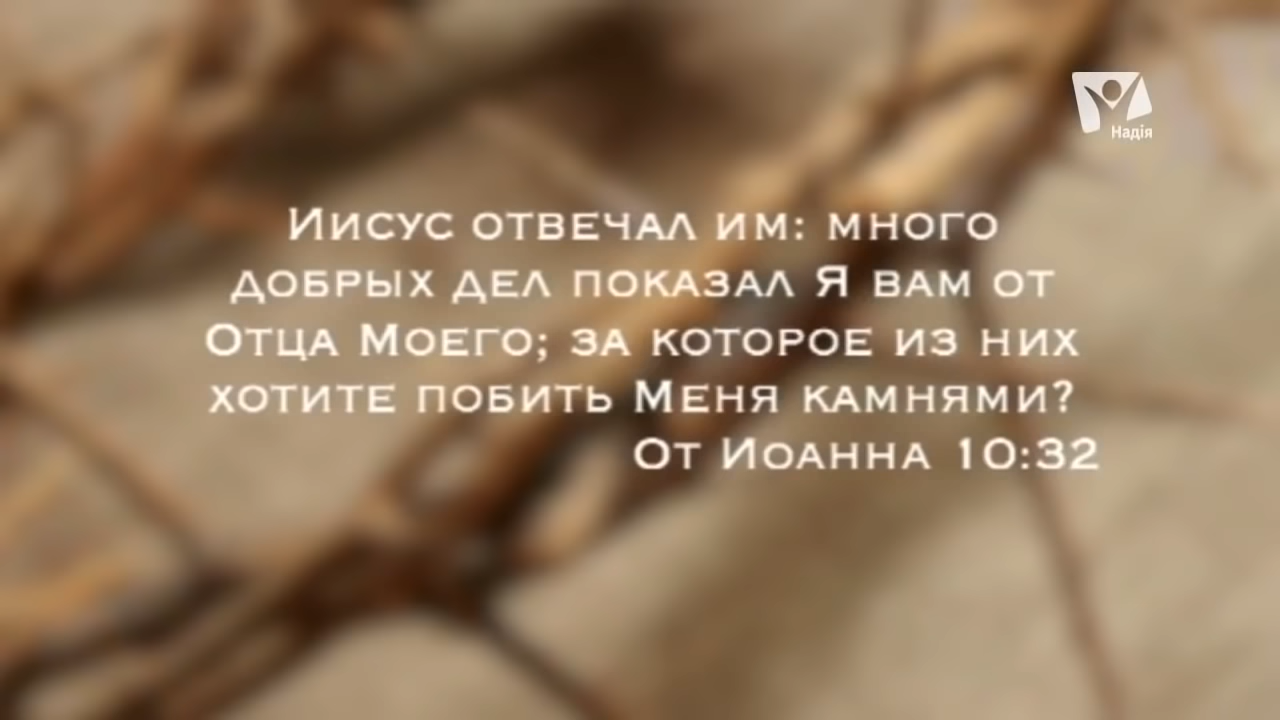 Надія
Иисус отвечал им: много
добрых дел показал Я вам от
Отца Моего; за которое из них
хотите побить Меня камнями?
От Иоанна 10:32